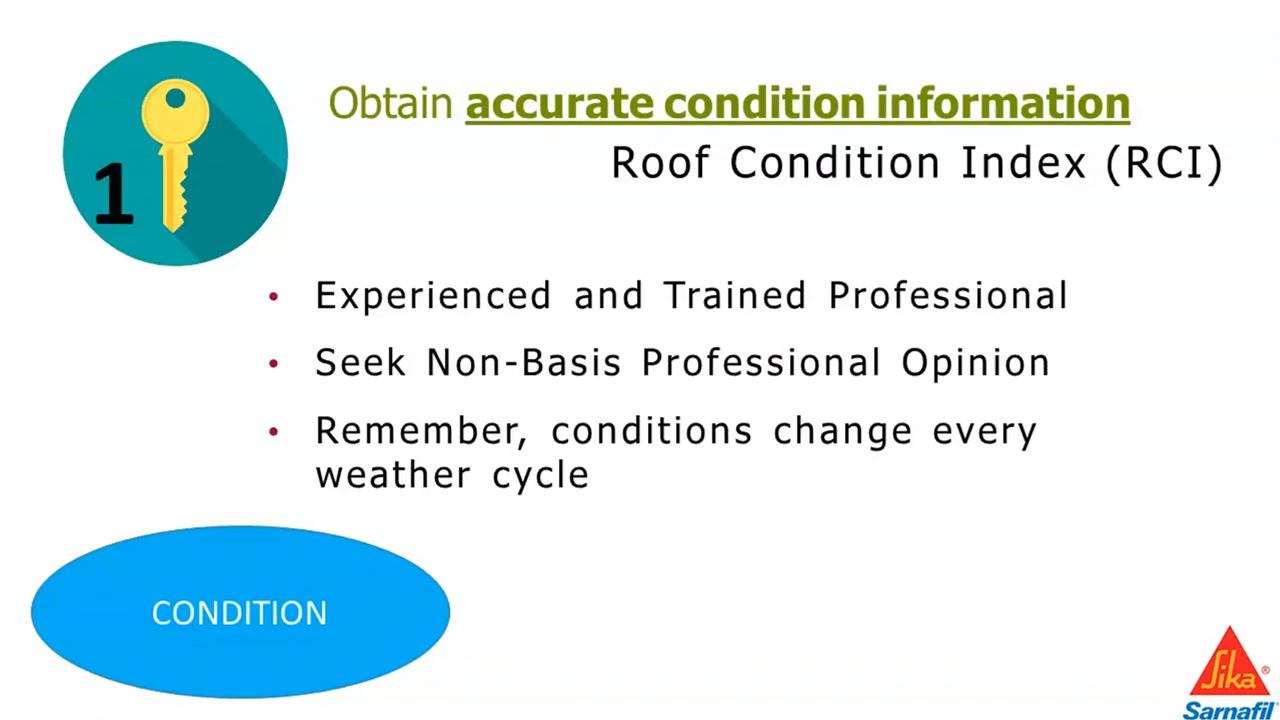 1
Obtain accurate condition information
Roof Condition Index (RCI)
• Experienced and Trained Professional
• Seek Non-Basis Professional Opinion
• Remember, conditions change every
weather cycle
CONDITION
Sika®
Sarnafil